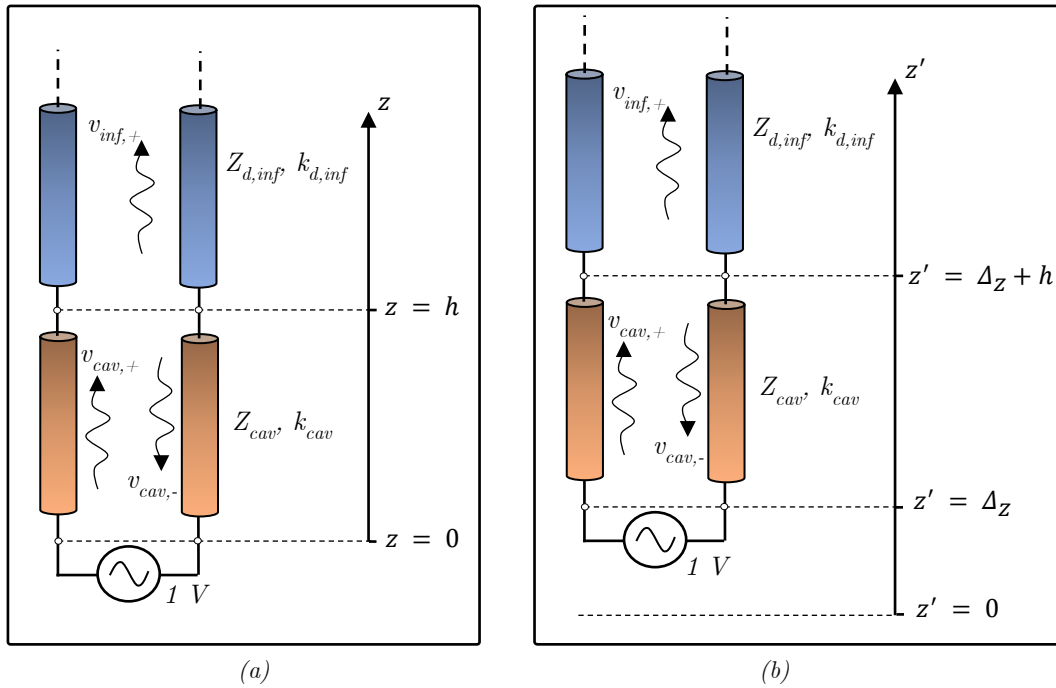 z
v_{inf,+}
Z_{d,inf}, k_{d,inf}
z = h
v_{cav,+}
Z_{cav}, k_{cav}
v_{cav,-}
z = 0
1 V
(a)
z'
v_{inf,+}
Z_{d,inf}, k_{d,inf}
z' = Δ_Z + h
v_{cav,+}
Z_{cav}, k_{cav}
v_{cav,-}
z' = Δ_Z
1 V
z' = 0
(b)